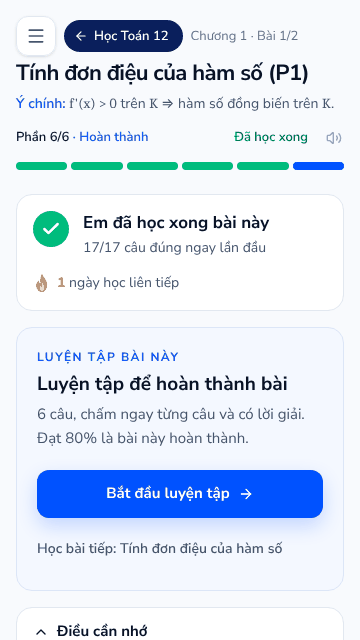 Học Toán 12
Chương 1 · Bài 1/2
Tính đơn điệu của hàm số (P1)
Ý chính: f'(x) > 0 trên K ⇒ hàm số đồng biến trên K.
Phần 6/6 · Hoàn thành
Đã học xong
Em đã học xong bài này
17/17 câu đúng ngay lần đầu
1 ngày học liên tiếp
LUYỆN TẬP BÀI NÀY
Luyện tập để hoàn thành bài
6 câu, chấm ngay từng câu và có lời giải.
Đạt 80% là bài này hoàn thành.
Bắt đầu luyện tập →
Học bài tiếp: Tính đơn điệu của hàm số
Điều cần nhớ